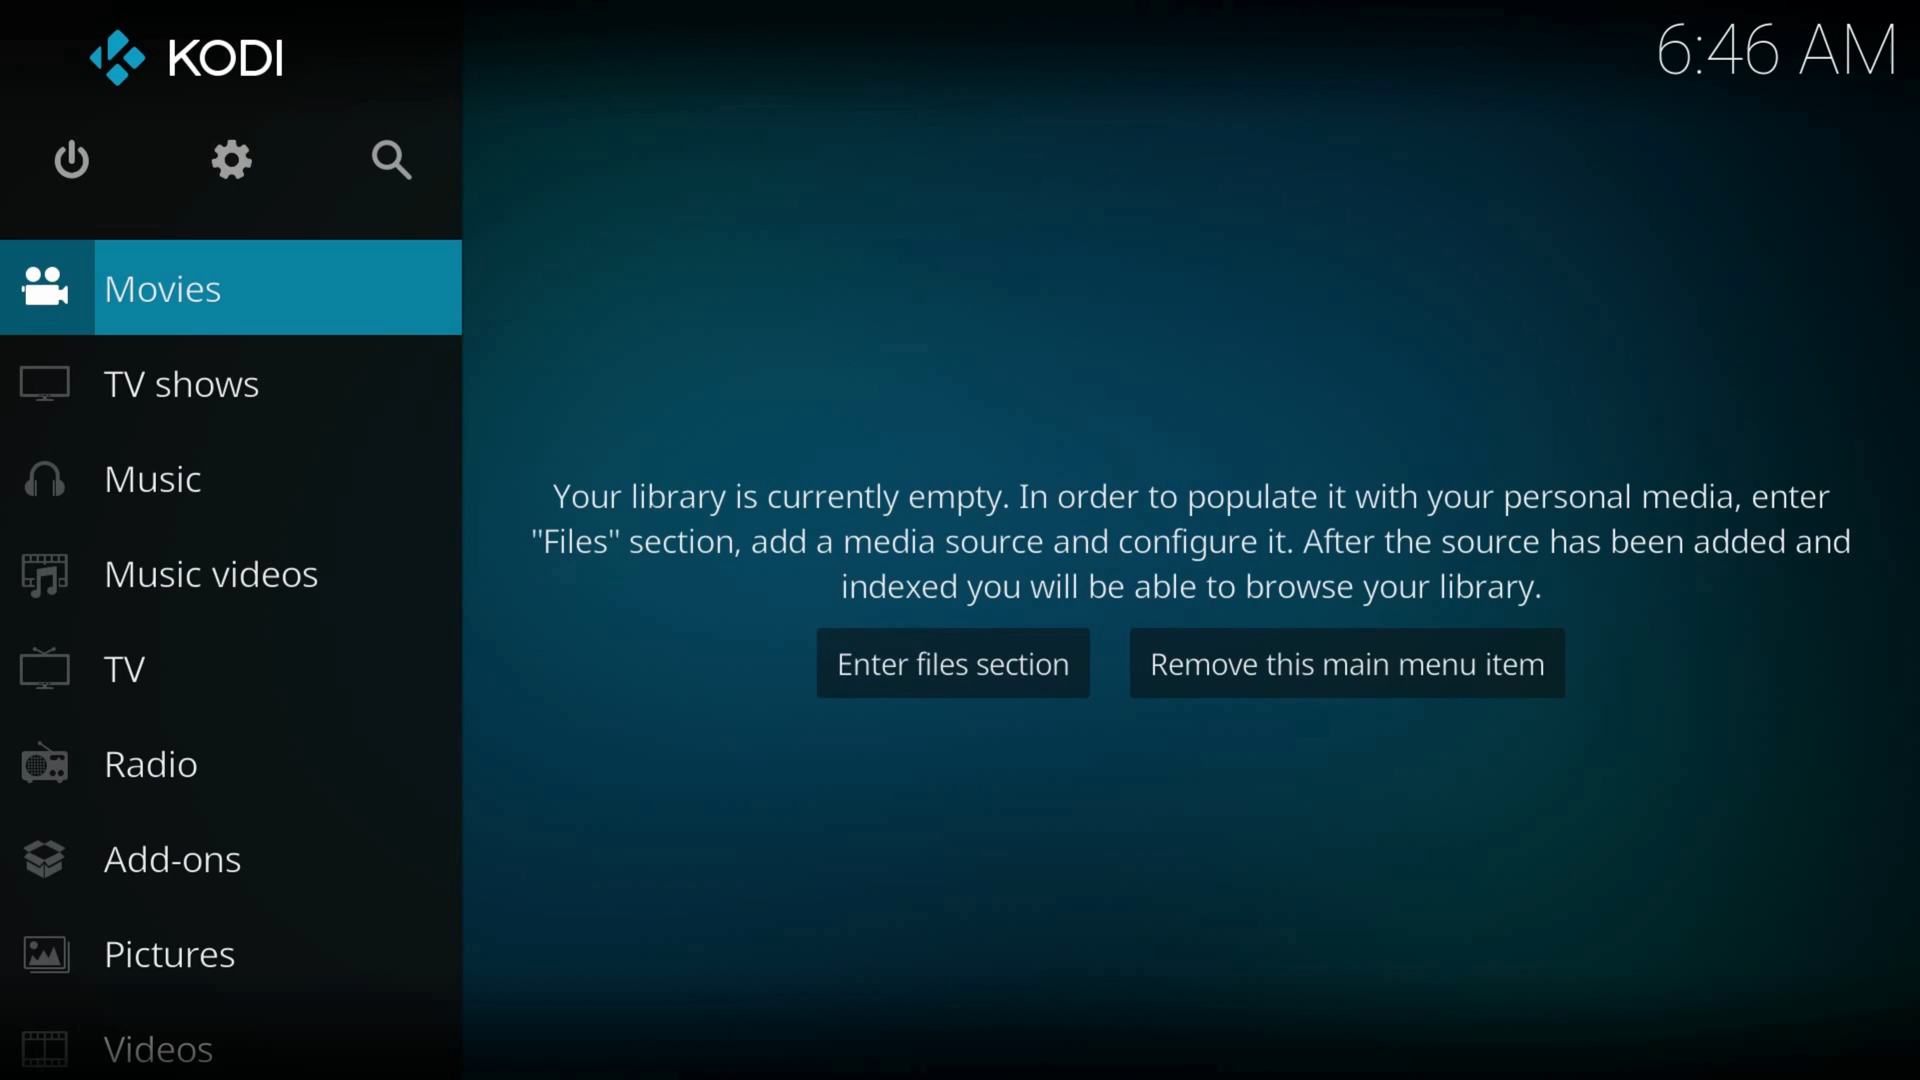 KODI
6:46 AM
Movies
TV shows
Music
Music videos
TV
Radio
Add-ons
Pictures
Videos
Your library is currently empty. In order to populate it with your personal media, enter
"Files" section, add a media source and configure it. After the source has been added and
indexed you will be able to browse your library.
Enter files section
Remove this main menu item